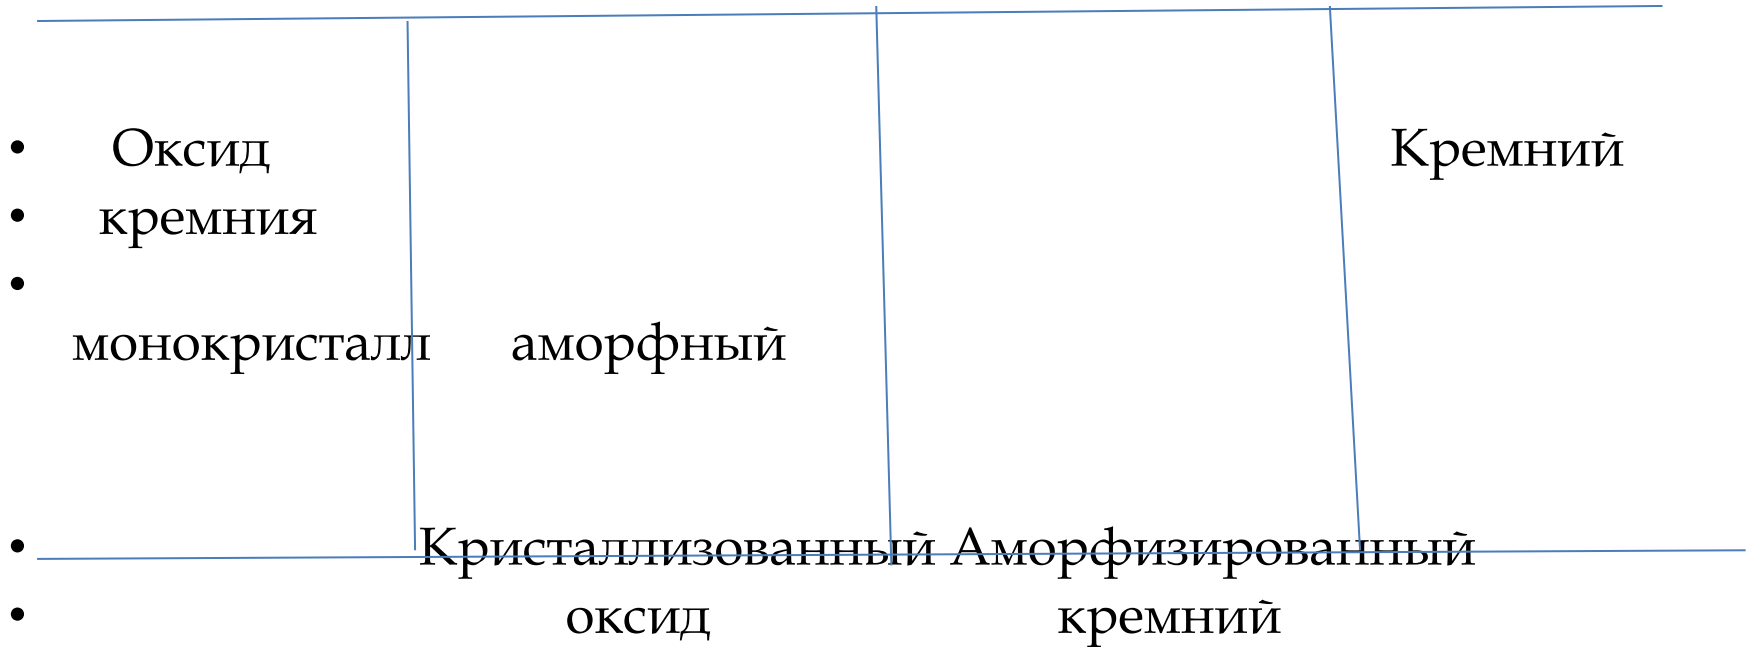 • Оксид Кремний
• кремния
•
монокристалл аморфный
• Кристаллизованный Аморфизированный
• оксид кремний